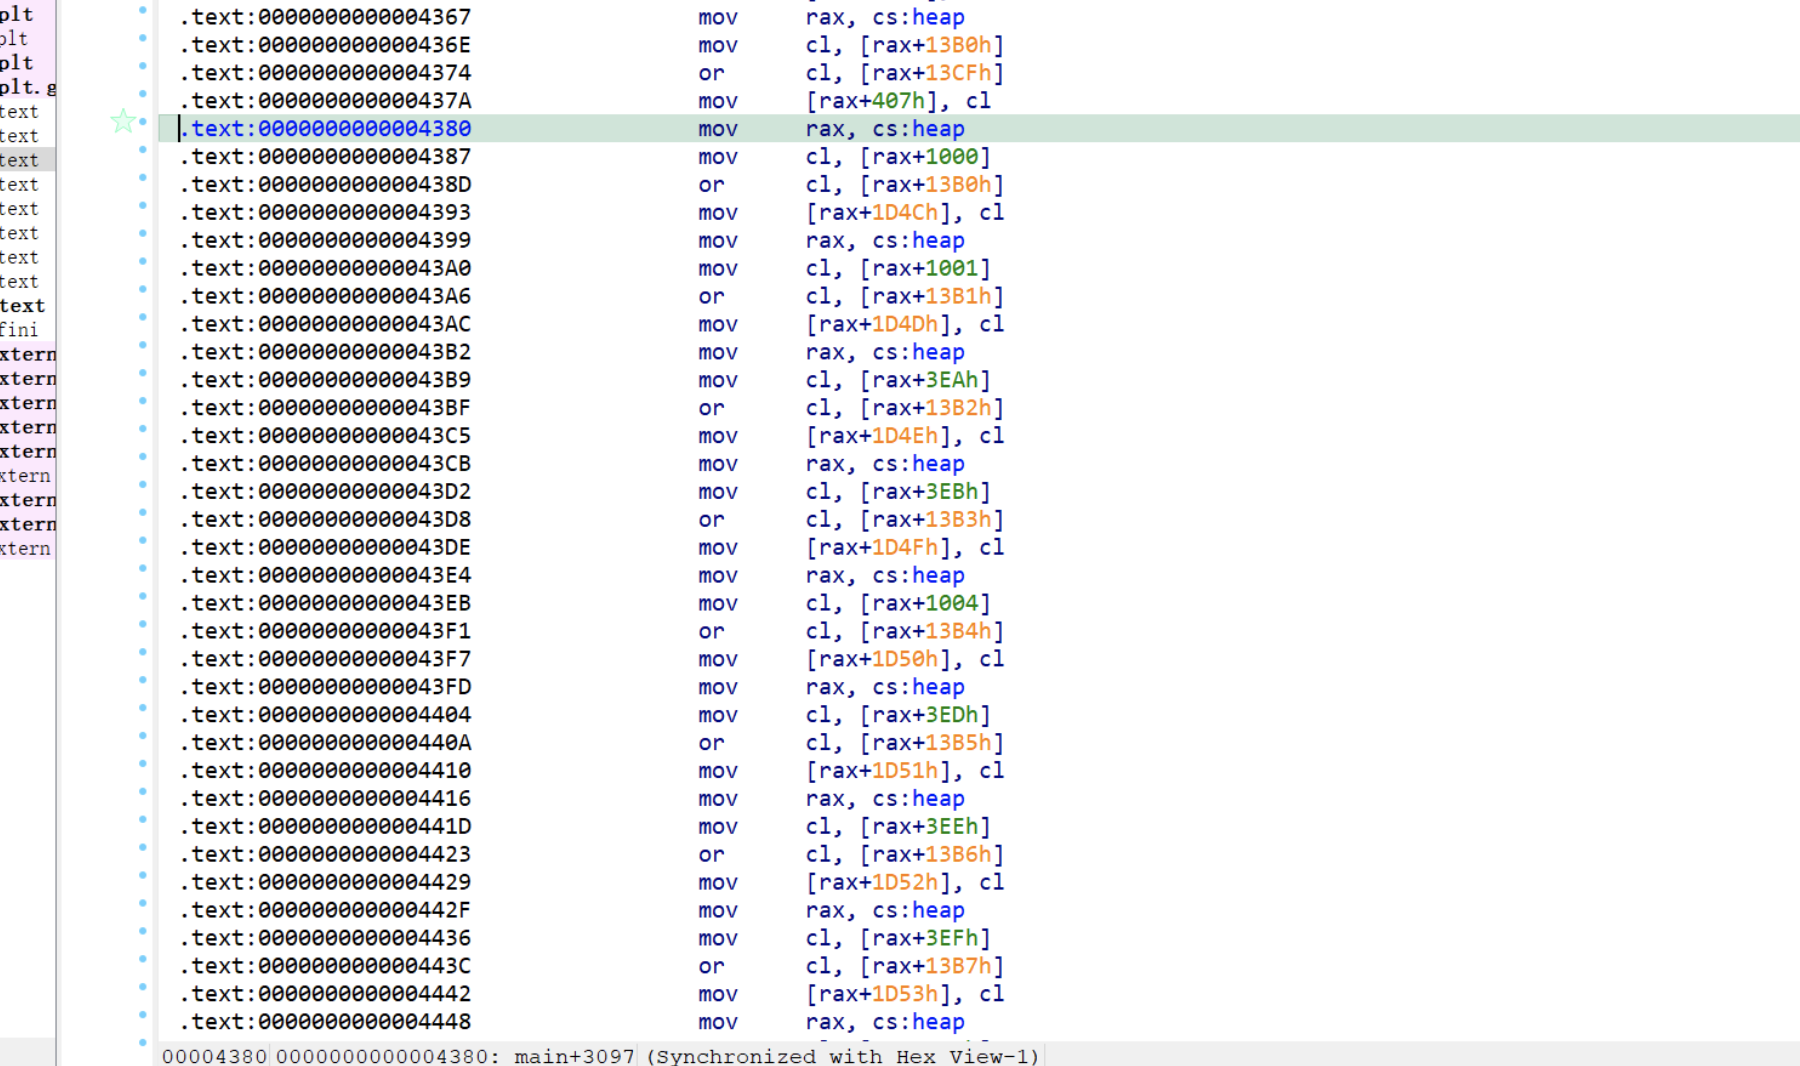 plt
plt
plt
plt.g
text
text
text
text
text
text
text
text
text
fini
xtern
xtern
xtern
xtern
xtern
xtern
xtern
xtern
xtern
.text:0000000000004367 mov rax, cs:heap
.text:000000000000436E mov cl, [rax+13B0h]
.text:0000000000004374 or cl, [rax+13CFh]
.text:000000000000437A mov [rax+407h], cl
.text:0000000000004380 mov rax, cs:heap
.text:0000000000004387 mov cl, [rax+1000]
.text:000000000000438D or cl, [rax+13B0h]
.text:0000000000004393 mov [rax+1D4Ch], cl
.text:0000000000004399 mov rax, cs:heap
.text:00000000000043A0 mov cl, [rax+1001]
.text:00000000000043A6 or cl, [rax+13B1h]
.text:00000000000043AC mov [rax+1D4Dh], cl
.text:00000000000043B2 mov rax, cs:heap
.text:00000000000043B9 mov cl, [rax+3EAh]
.text:00000000000043BF or cl, [rax+13B2h]
.text:00000000000043C5 mov [rax+1D4Eh], cl
.text:00000000000043CB mov rax, cs:heap
.text:00000000000043D2 mov cl, [rax+3EBh]
.text:00000000000043D8 or cl, [rax+13B3h]
.text:00000000000043DE mov [rax+1D4Fh], cl
.text:00000000000043E4 mov rax, cs:heap
.text:00000000000043EB mov cl, [rax+1004]
.text:00000000000043F1 or cl, [rax+13B4h]
.text:00000000000043F7 mov [rax+1D50h], cl
.text:00000000000043FD mov rax, cs:heap
.text:0000000000004404 mov cl, [rax+3EDh]
.text:000000000000440A or cl, [rax+13B5h]
.text:0000000000004410 mov [rax+1D51h], cl
.text:0000000000004416 mov rax, cs:heap
.text:000000000000441D mov cl, [rax+3EEh]
.text:0000000000004423 or cl, [rax+13B6h]
.text:0000000000004429 mov [rax+1D52h], cl
.text:000000000000442F mov rax, cs:heap
.text:0000000000004436 mov cl, [rax+3EFh]
.text:000000000000443C or cl, [rax+13B7h]
.text:0000000000004442 mov [rax+1D53h], cl
.text:0000000000004448 mov rax, cs:heap
00004380 0000000000004380: main+3097 (Synchronized with Hex View-1)